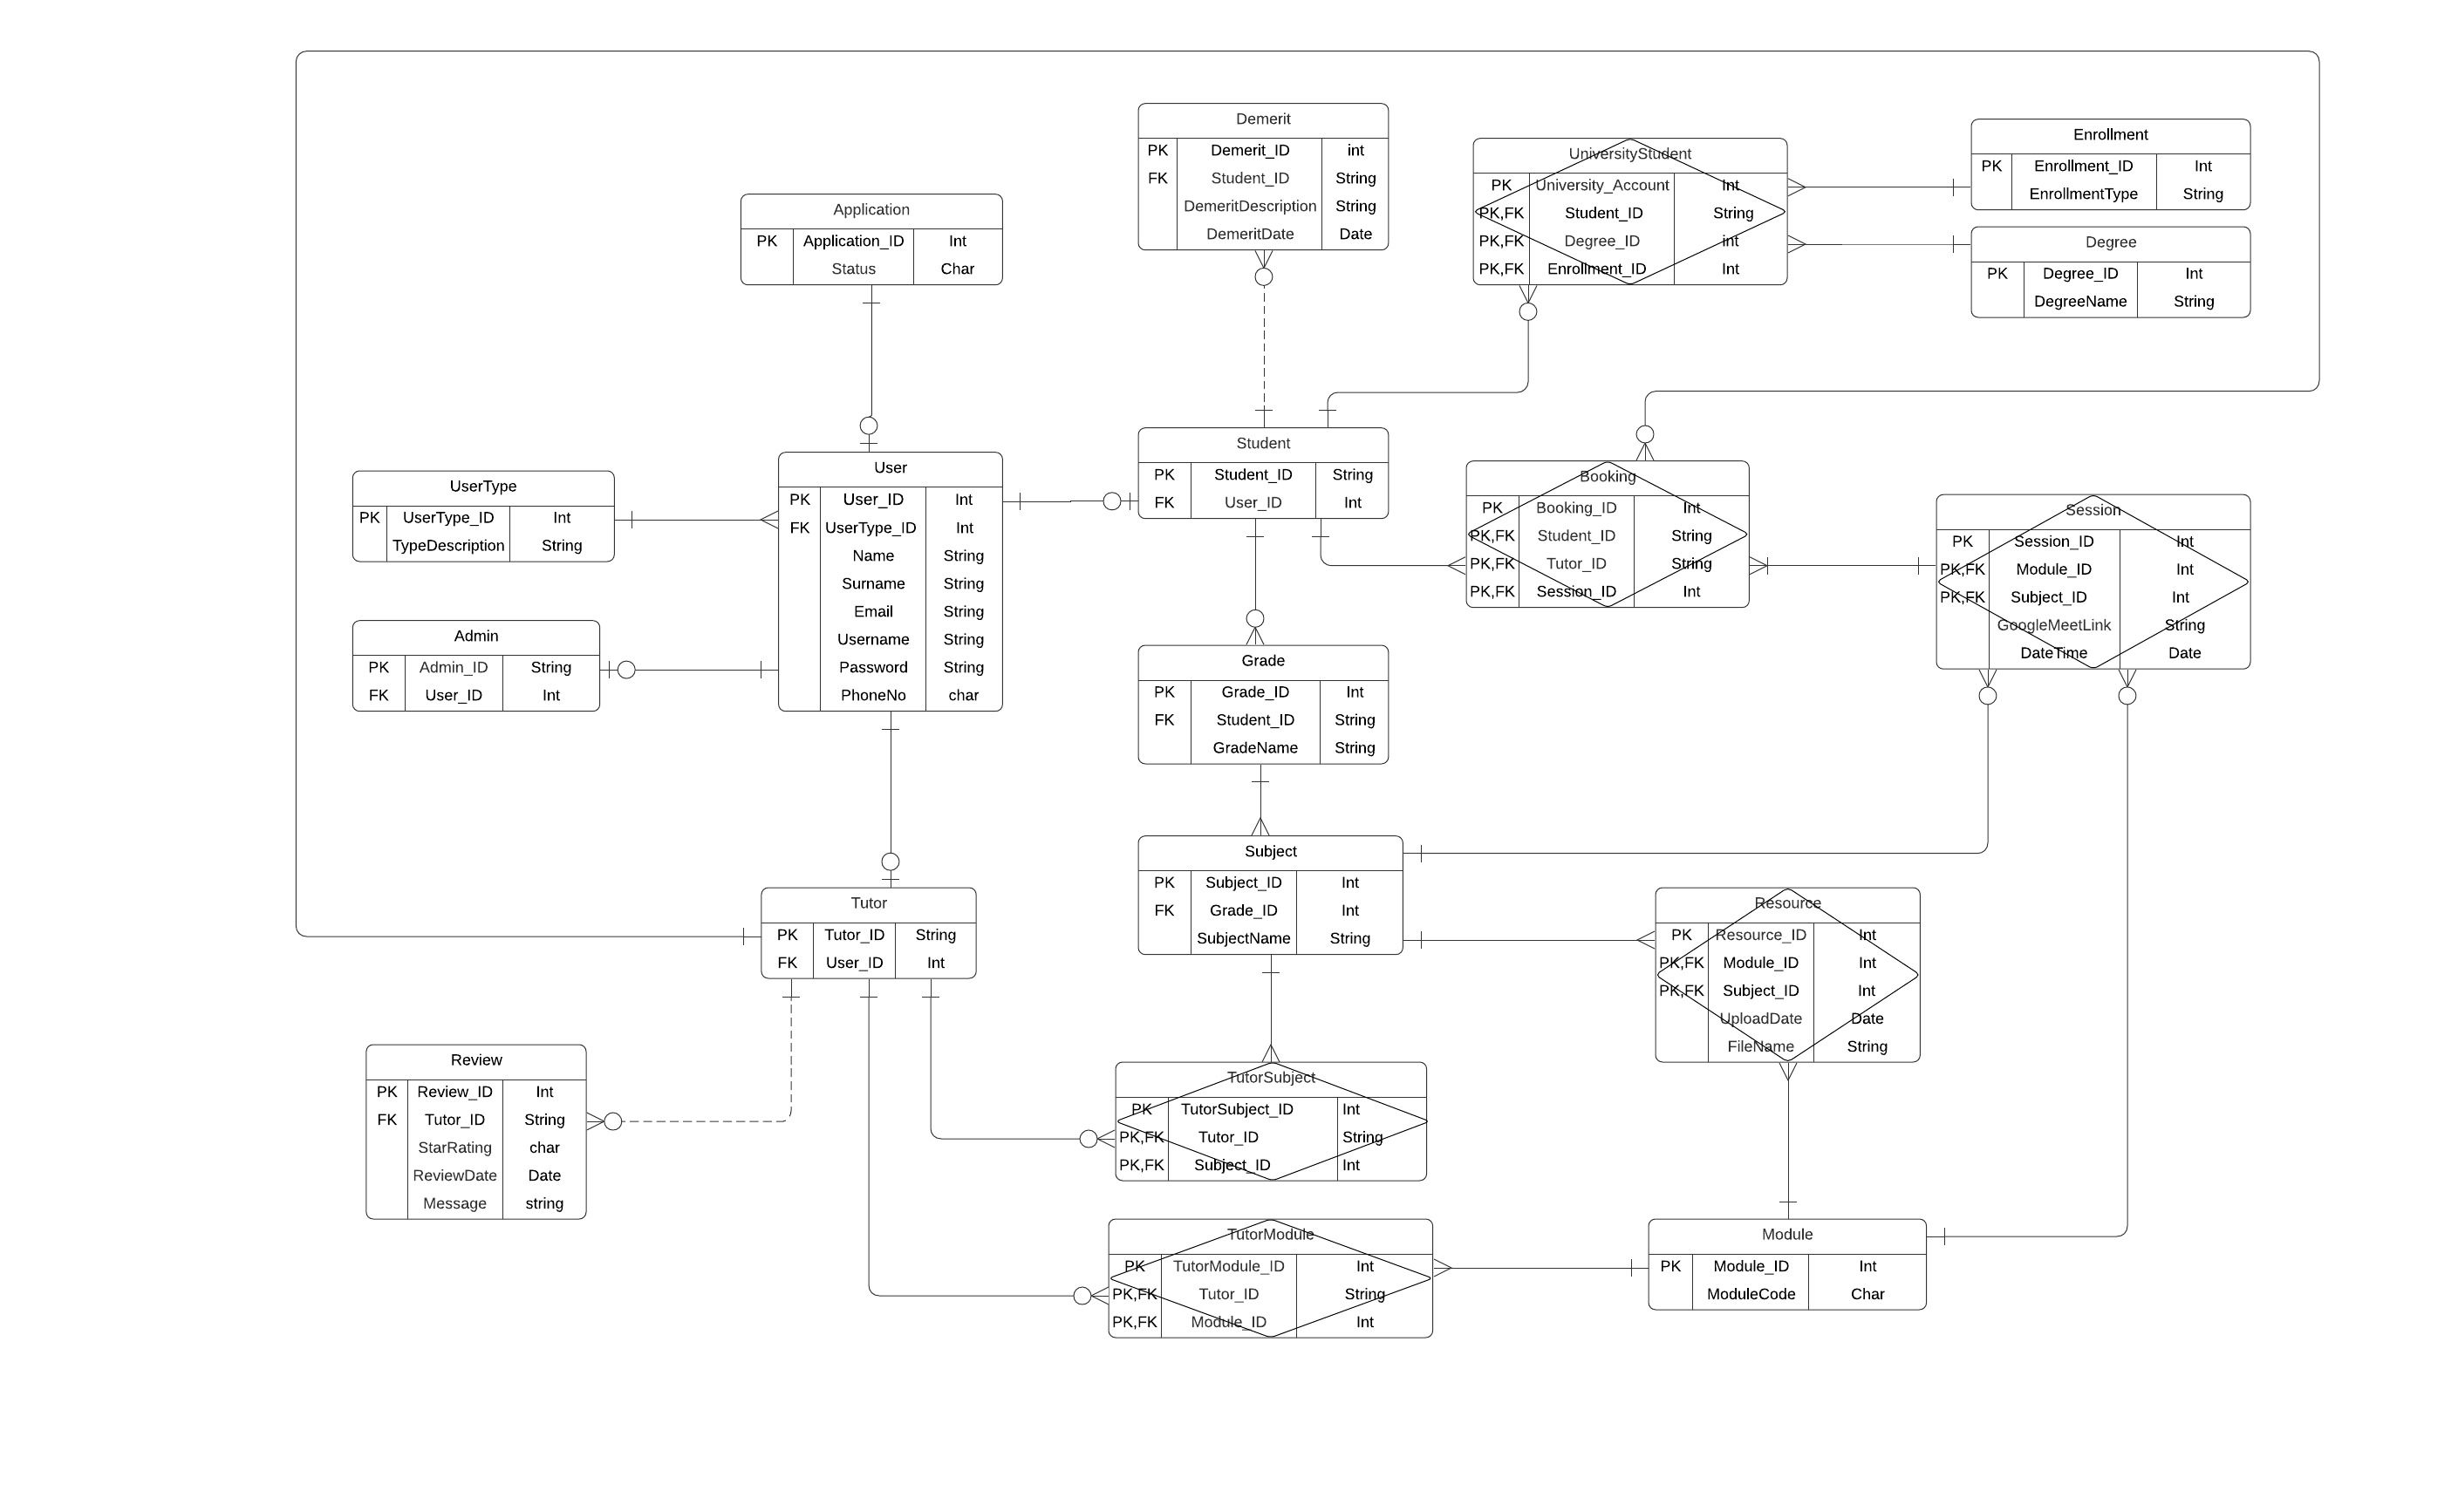 Demerit
PK Demerit_ID int
FK Student_ID String
DemeritDescription String
DemeritDate Date
UniversityStudent
PK University_Account Int
PK,FK Student_ID String
PK,FK Degree_ID int
PK,FK Enrollment_ID Int
Enrollment
PK Enrollment_ID Int
EnrollmentType String
Degree
PK Degree_ID Int
DegreeName String
Application
PK Application_ID Int
Status Char
UserType
PK UserType_ID Int
TypeDescription String
User
PK User_ID Int
FK UserType_ID Int
Name String
Surname String
Email String
Username String
Password String
PhoneNo char
Student
PK Student_ID String
FK User_ID Int
Booking
PK Booking_ID Int
PK,FK Student_ID String
PK,FK Tutor_ID String
PK,FK Session_ID Int
Session
PK Session_ID Int
PK,FK Module_ID Int
PK,FK Subject_ID Int
GoogleMeetLink String
DateTime Date
Admin
PK Admin_ID String
FK User_ID Int
Grade
PK Grade_ID Int
FK Student_ID String
GradeName String
Subject
PK Subject_ID Int
FK Grade_ID Int
SubjectName String
Tutor
PK Tutor_ID String
FK User_ID Int
Resource
PK Resource_ID Int
PK,FK Module_ID Int
PK,FK Subject_ID Int
UploadDate Date
FileName String
Review
PK Review_ID Int
FK Tutor_ID String
StarRating char
ReviewDate Date
Message string
TutorSubject
PK TutorSubject_ID Int
PK,FK Tutor_ID String
PK,FK Subject_ID Int
TutorModule
PK TutorModule_ID Int
PK,FK Tutor_ID String
PK,FK Module_ID Int
Module
PK Module_ID Int
ModuleCode Char